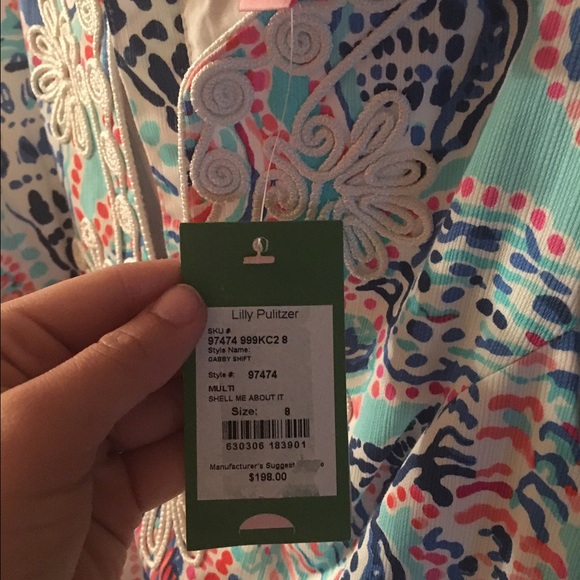 Lilly Pulitzer
SKU #
97474 999KC2 8
Style Name:
GABBY SHIFT
Style #: 97474
MULTI
SHELL ME ABOUT IT
Size: 8
630306 183901
Manufacturer's Suggest
$198.00